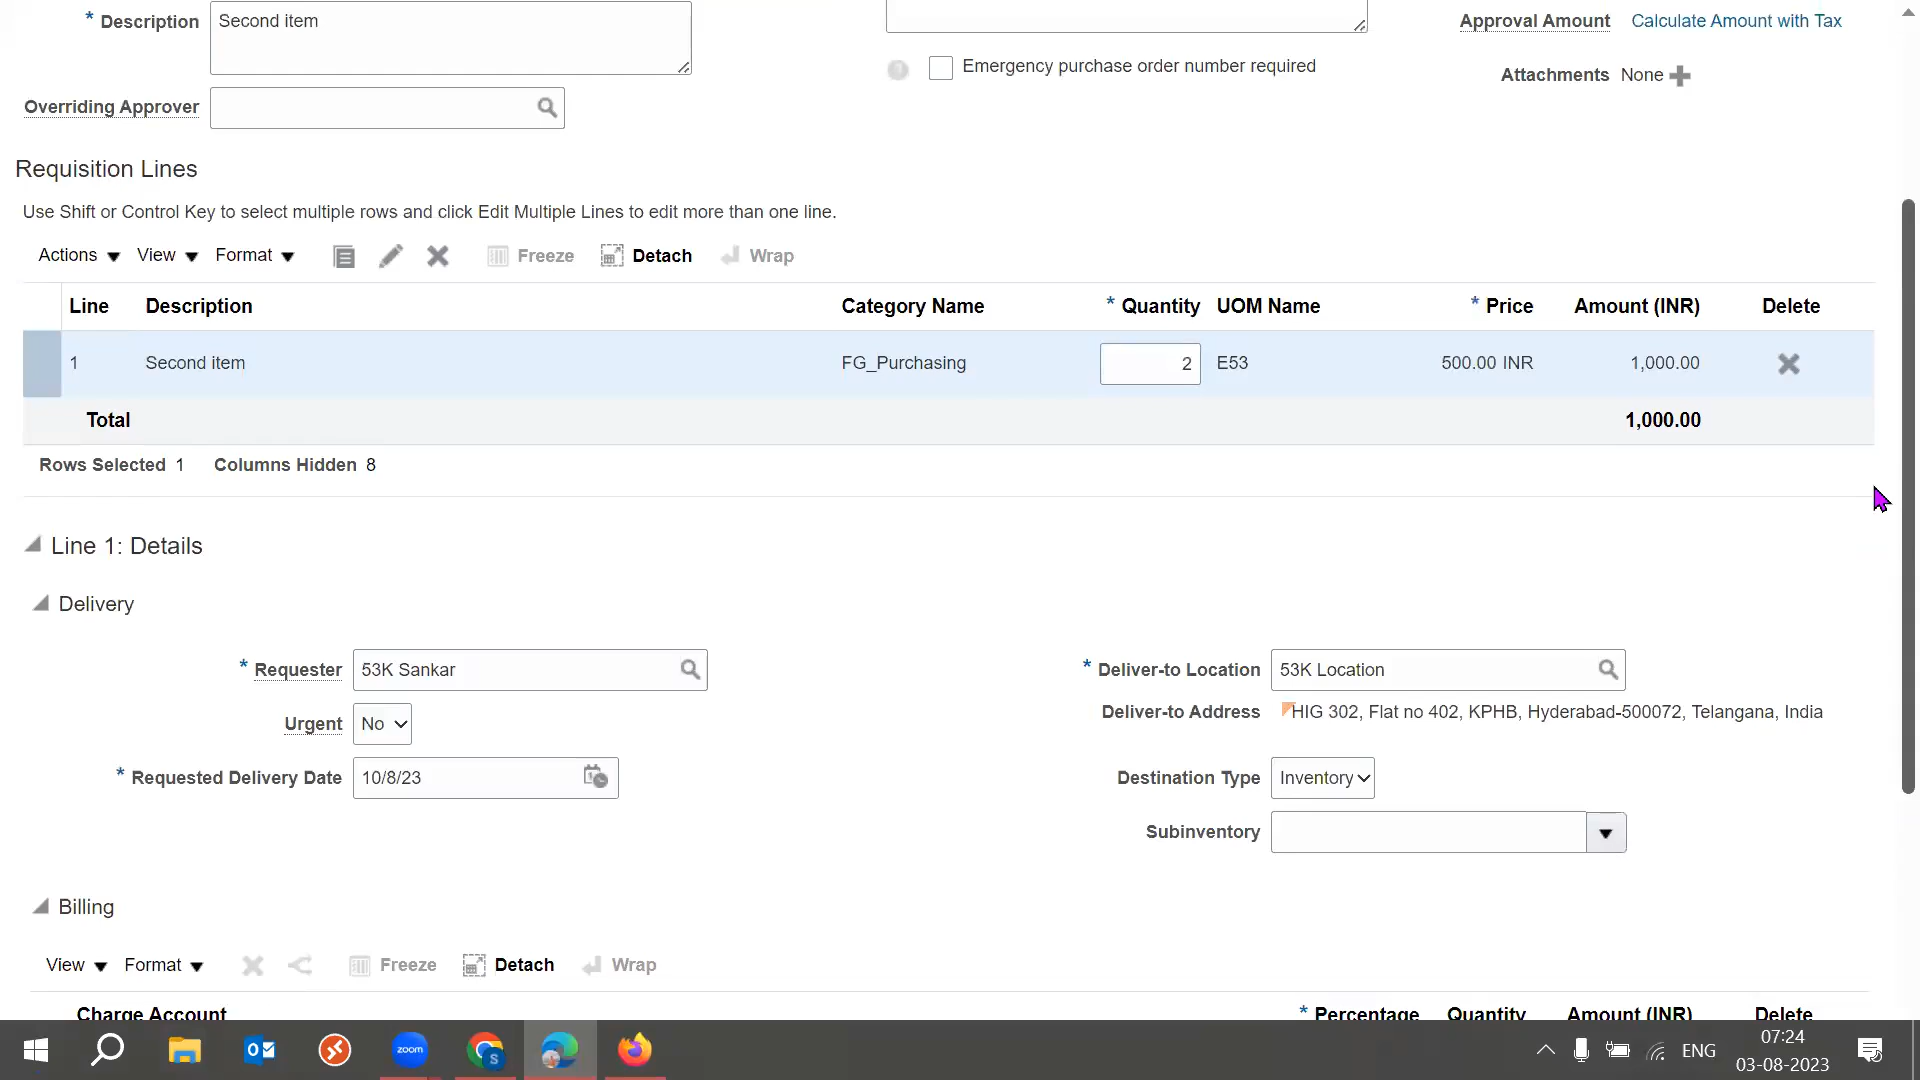 * Description Second item
Approval Amount Calculate Amount with Tax
Emergency purchase order number required
Attachments None
Overriding Approver
Requisition Lines
Use Shift or Control Key to select multiple rows and click Edit Multiple Lines to edit more than one line.
Actions View Format Freeze Detach Wrap
Line Description Category Name * Quantity UOM Name * Price Amount (INR) Delete
1 Second item FG_Purchasing 2 E53 500.00 INR 1,000.00
Total 1,000.00
Rows Selected 1 Columns Hidden 8
Line 1: Details
Delivery
* Requester 53K Sankar
* Deliver-to Location 53K Location
Urgent No
Deliver-to Address HIG 302, Flat no 402, KPHB, Hyderabad-500072, Telangana, India
* Requested Delivery Date 10/8/23
Destination Type Inventory
Subinventory
Billing
View Format Freeze Detach Wrap
Charge Account * Percentage Quantity Amount (INR) Delete
zoom S ENG 07:24
03-08-2023